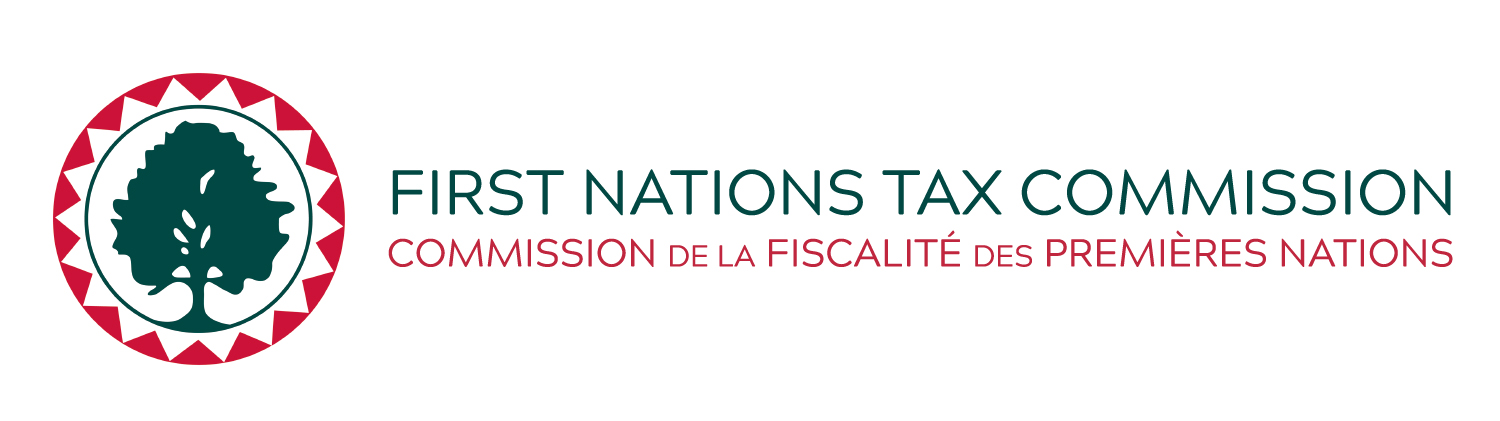 FIRST NATIONS TAX COMMISSION
COMMISSION DE LA FISCALITÉ DES PREMIÈRES NATIONS